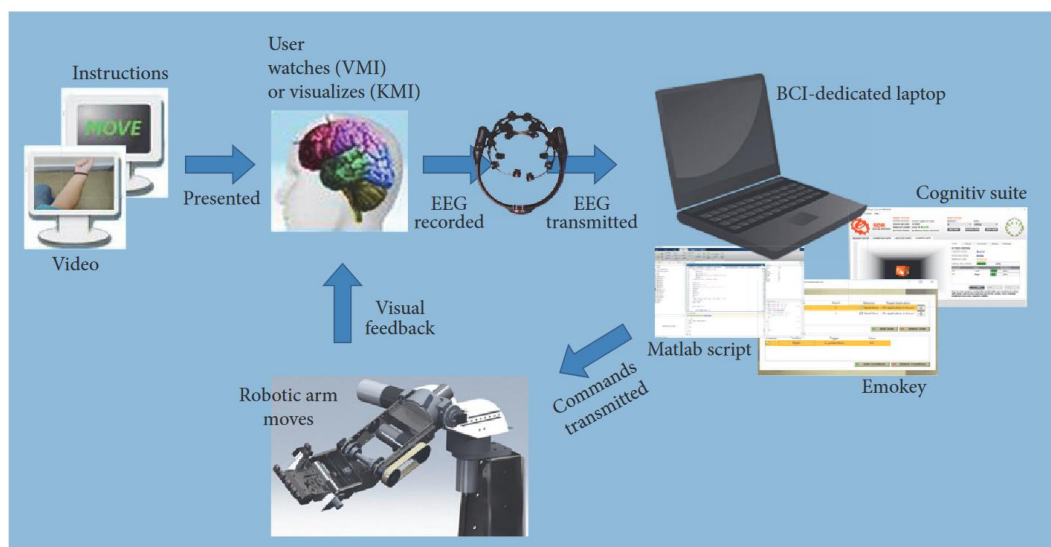 Instructions
MOVE
Video
Presented
User
watches (VMI)
or visualizes (KMI)
EEG
recorded
EEG
transmitted
BCI-dedicated laptop
Cognitiv suite
Matlab script
Emokey
Commands
transmitted
Robotic arm
moves
Visual
feedback